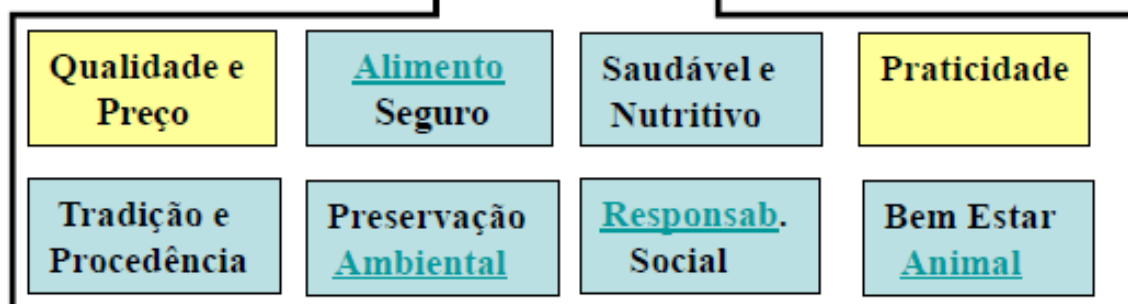 Qualidade e
Preço
Alimento
Seguro
Saudável e
Nutritivo
Praticidade
Tradição e
Procedência
Preservação
Ambiental
Responsab.
Social
Bem Estar
Animal